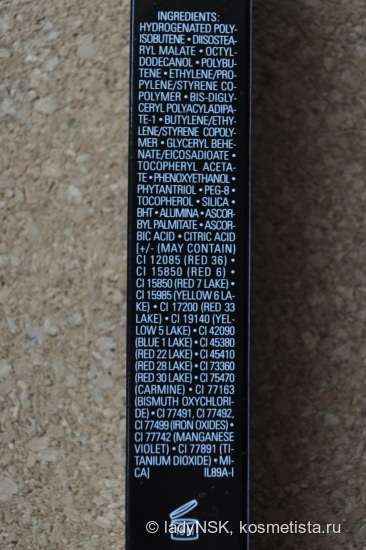 INGREDIENTS:
HYDROGENATED POLY-
ISOBUTENE • DIISOSTE-
ARYL MALATE • OCTYL-
DODECANOL • POLYBU-
TENE • ETHYLENE/PRO-
PYLENE/STYRENE CO-
POLYMER • BIS-DIGLY-
CERYL POLYACYLADIPA-
TE-1 • BUTYLENE/ETHY-
LENE/STYRENE COPOLY-
MER • GLYCERYL BEHE-
NATE/EICOSADIOATE •
TOCOPHERYL ACETA-
TE • PHENOXYETHANOL •
PHYTANTRIOL • PEG-8 •
TOCOPHEROL • SILICA •
BHT • ALUMINA • ASCOR-
BYL PALMITATE • ASCOR-
BIC ACID • CITRIC ACID
[+/- (MAY CONTAIN)
CI 12085 (RED 36) •
CI 15850 (RED 6) •
CI 15850 (RED 7 LAKE) •
CI 15985 (YELLOW 6 LA-
KE) • CI 17200 (RED 33
LAKE) • CI 19140 (YEL-
LOW 5 LAKE) • CI 42090
(BLUE 1 LAKE) • CI 45380
(RED 22 LAKE) • CI 45410
(RED 28 LAKE) • CI 73360
(RED 30 LAKE) • CI 75470
(CARMINE) • CI 77163
(BISMUTH OXYCHLORI-
DE) • CI 77491, CI 77492,
CI 77499 (IRON OXIDES) •
CI 77742 (MANGANESE
VIOLET) • CI 77891 (TI-
TANIUM DIOXIDE) • MI-
CA] IL89A-I
© ladyNSK, kosmetista.ru